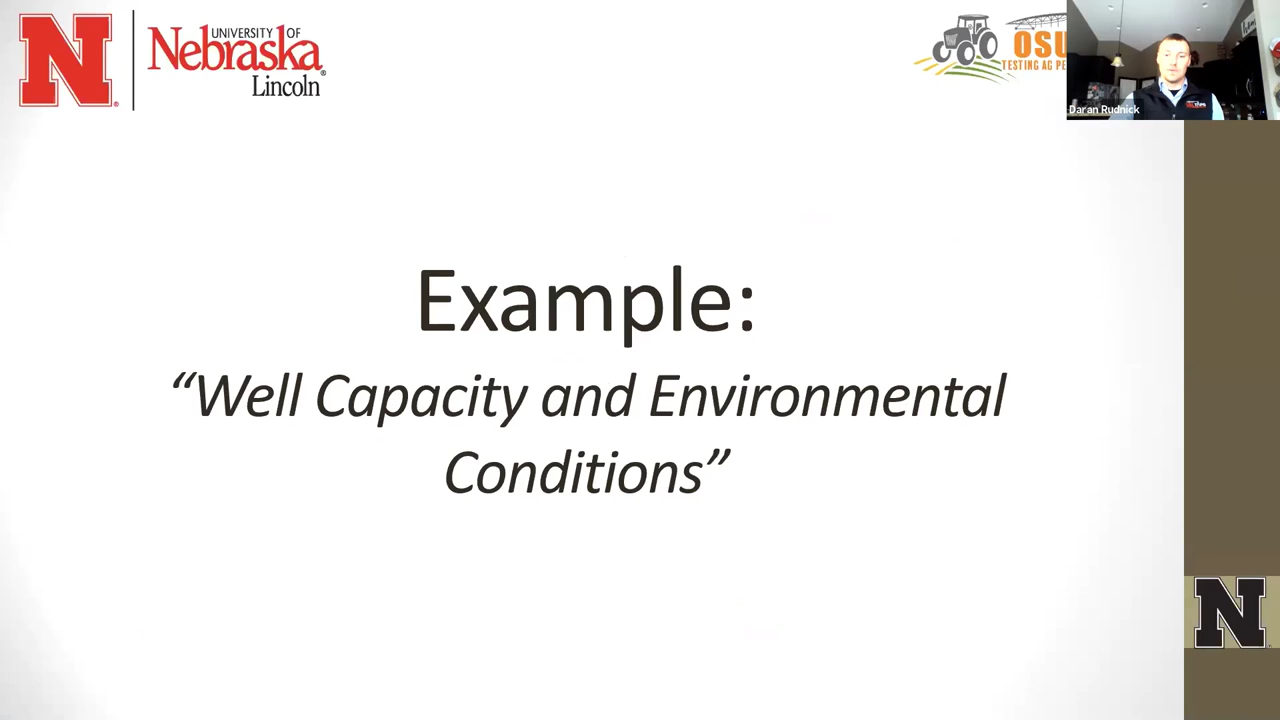 UNIVERSITY OF
Nebraska
Lincoln
OSU
TESTING AG PE
Daran Rudnick
Example:
“Well Capacity and Environmental
Conditions”